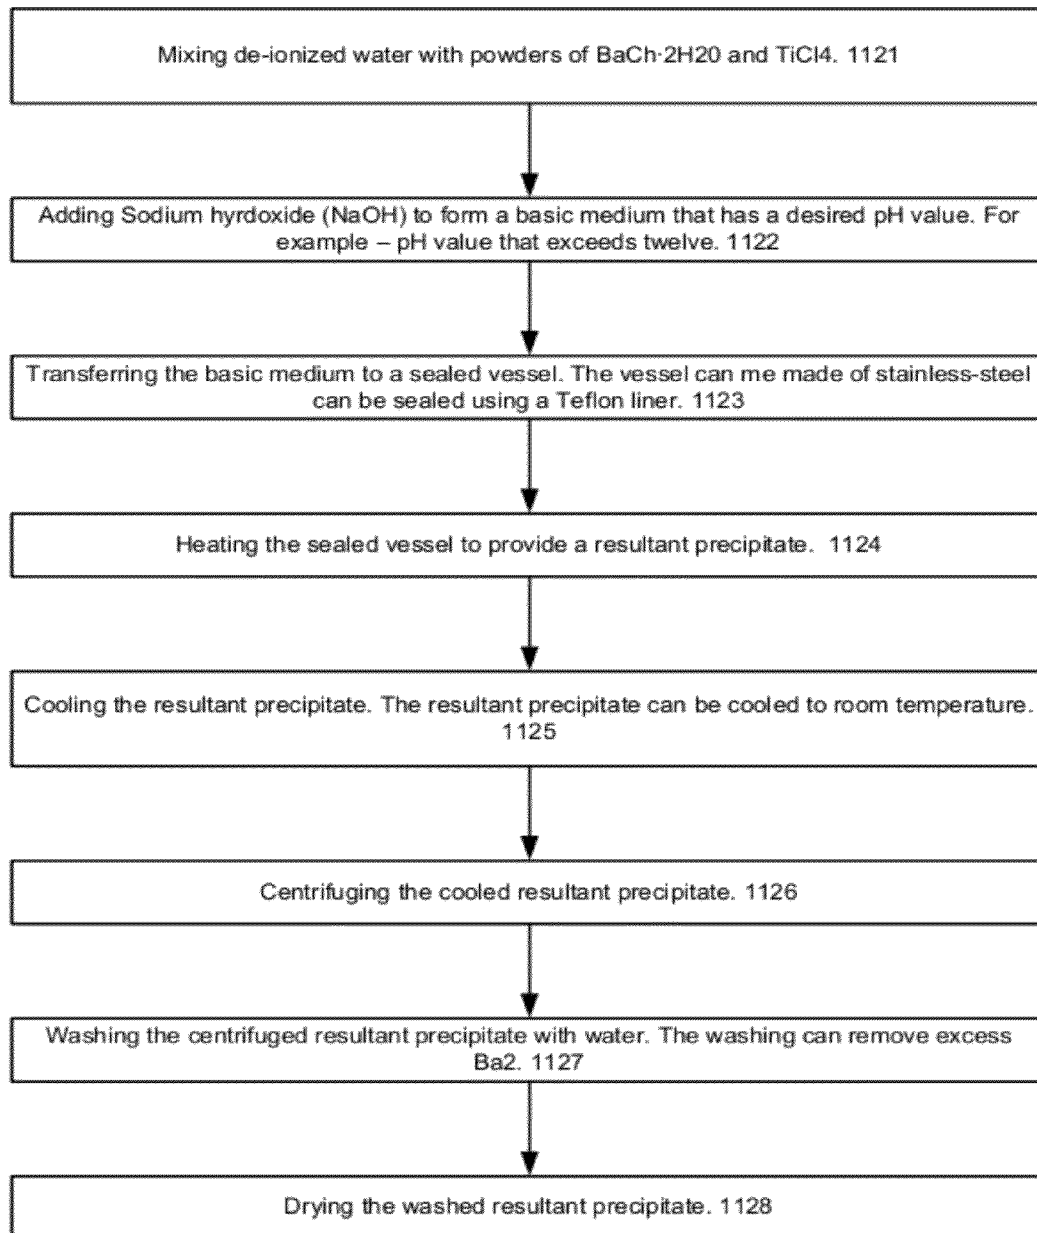 Mixing de-ionized water with powders of BaCh·2H20 and TiCl4. 1121
Adding Sodium hyrdoxide (NaOH) to form a basic medium that has a desired pH value. For
example – pH value that exceeds twelve. 1122
Transferring the basic medium to a sealed vessel. The vessel can me made of stainless-steel
can be sealed using a Teflon liner. 1123
Heating the sealed vessel to provide a resultant precipitate. 1124
Cooling the resultant precipitate. The resultant precipitate can be cooled to room temperature.
1125
Centrifuging the cooled resultant precipitate. 1126
Washing the centrifuged resultant precipitate with water. The washing can remove excess
Ba2. 1127
Drying the washed resultant precipitate. 1128